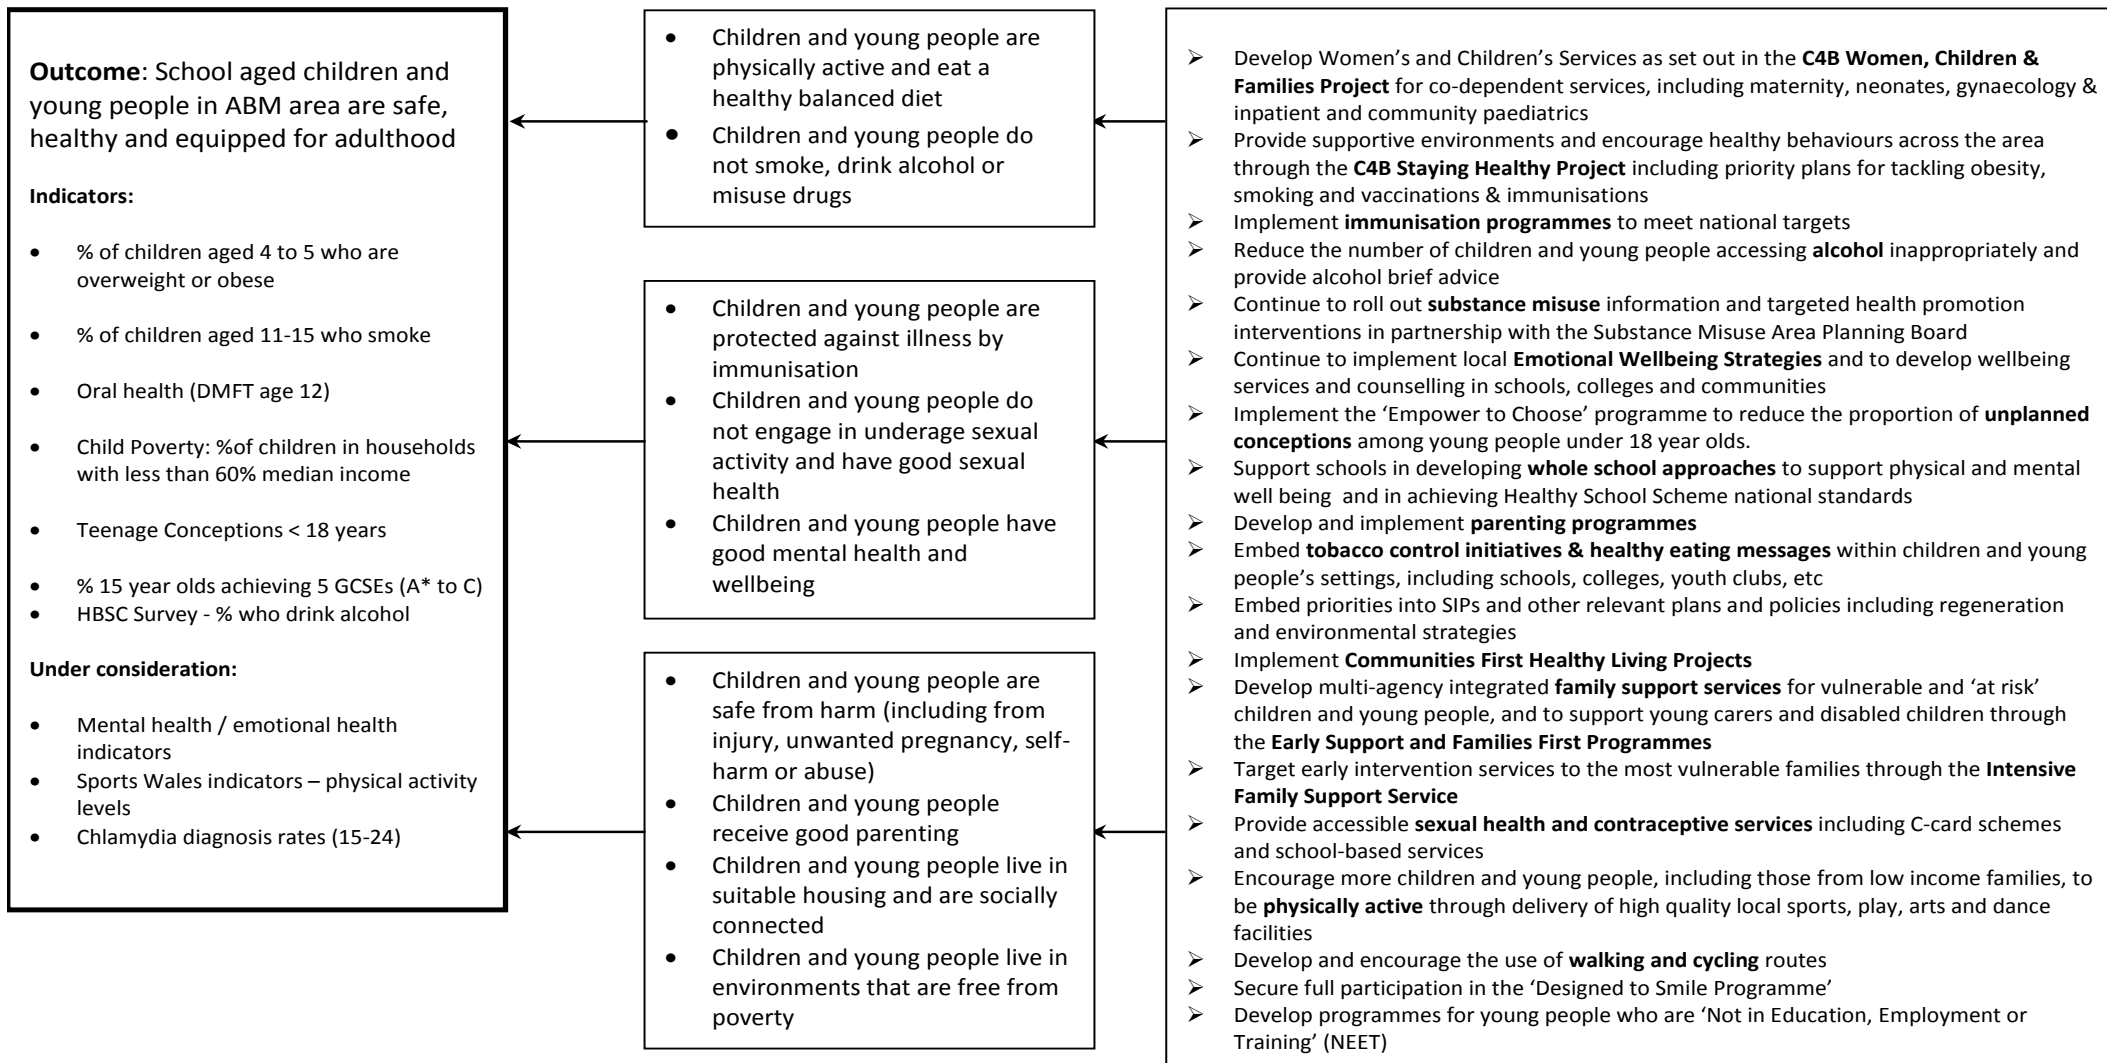 Outcome: School aged children and
young people in ABM area are safe,
healthy and equipped for adulthood
Indicators:
• % of children aged 4 to 5 who are
overweight or obese
• % of children aged 11-15 who smoke
• Oral health (DMFT age 12)
• Child Poverty: %of children in households
with less than 60% median income
• Teenage Conceptions < 18 years
• % 15 year olds achieving 5 GCSEs (A* to C)
• HBSC Survey - % who drink alcohol
Under consideration:
• Mental health / emotional health
indicators
• Sports Wales indicators – physical activity
levels
• Chlamydia diagnosis rates (15-24)
• Children and young people are
physically active and eat a
healthy balanced diet
• Children and young people do
not smoke, drink alcohol or
misuse drugs
• Children and young people are
protected against illness by
immunisation
• Children and young people do
not engage in underage sexual
activity and have good sexual
health
• Children and young people have
good mental health and
wellbeing
• Children and young people are
safe from harm (including from
injury, unwanted pregnancy, self-
harm or abuse)
• Children and young people
receive good parenting
• Children and young people live in
suitable housing and are socially
connected
• Children and young people live in
environments that are free from
poverty
➢ Develop Women’s and Children’s Services as set out in the C4B Women, Children &
Families Project for co-dependent services, including maternity, neonates, gynaecology &
inpatient and community paediatrics
➢ Provide supportive environments and encourage healthy behaviours across the area
through the C4B Staying Healthy Project including priority plans for tackling obesity,
smoking and vaccinations & immunisations
➢ Implement immunisation programmes to meet national targets
➢ Reduce the number of children and young people accessing alcohol inappropriately and
provide alcohol brief advice
➢ Continue to roll out substance misuse information and targeted health promotion
interventions in partnership with the Substance Misuse Area Planning Board
➢ Continue to implement local Emotional Wellbeing Strategies and to develop wellbeing
services and counselling in schools, colleges and communities
➢ Implement the ‘Empower to Choose’ programme to reduce the proportion of unplanned
conceptions among young people under 18 year olds.
➢ Support schools in developing whole school approaches to support physical and mental
well being and in achieving Healthy School Scheme national standards
➢ Develop and implement parenting programmes
➢ Embed tobacco control initiatives & healthy eating messages within children and young
people’s settings, including schools, colleges, youth clubs, etc
➢ Embed priorities into SIPs and other relevant plans and policies including regeneration
and environmental strategies
➢ Implement Communities First Healthy Living Projects
➢ Develop multi-agency integrated family support services for vulnerable and ‘at risk’
children and young people, and to support young carers and disabled children through
the Early Support and Families First Programmes
➢ Target early intervention services to the most vulnerable families through the Intensive
Family Support Service
➢ Provide accessible sexual health and contraceptive services including C-card schemes
and school-based services
➢ Encourage more children and young people, including those from low income families, to
be physically active through delivery of high quality local sports, play, arts and dance
facilities
➢ Develop and encourage the use of walking and cycling routes
➢ Secure full participation in the ‘Designed to Smile Programme’
➢ Develop programmes for young people who are ‘Not in Education, Employment or
Training’ (NEET)